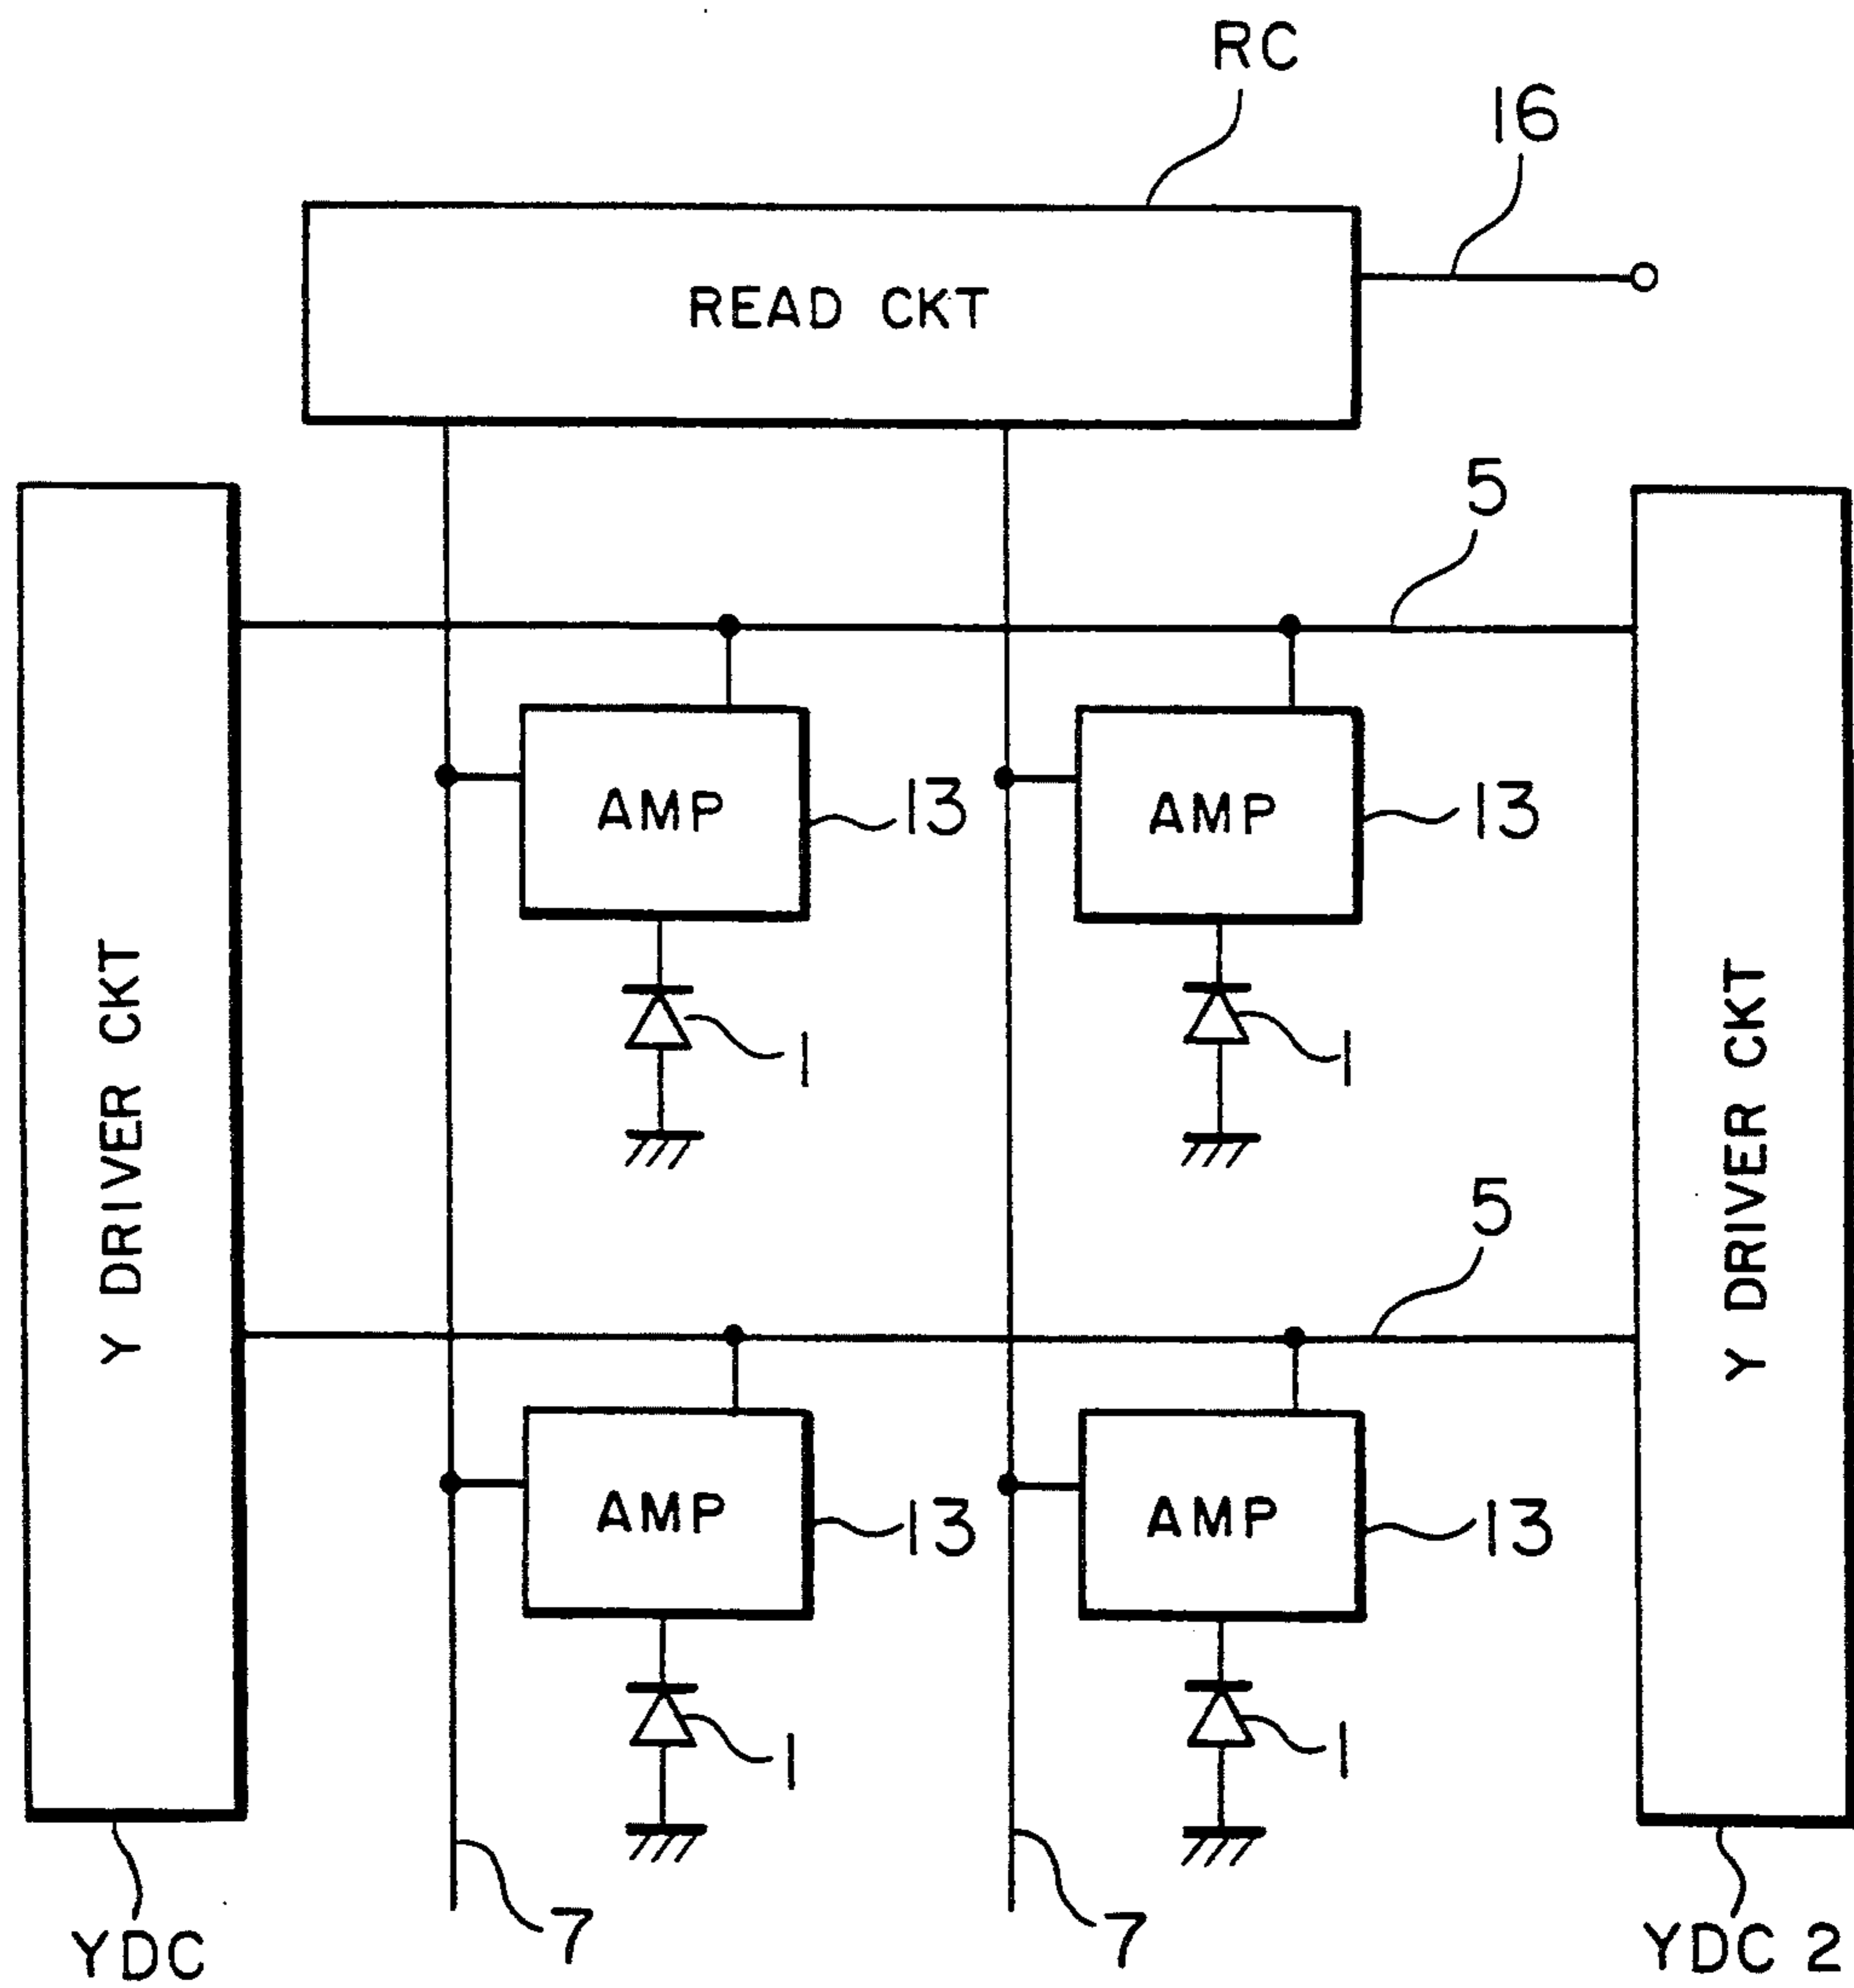 RC
16
READ CKT
5
AMP
13
AMP
13
1
1
Y DRIVER CKT
Y DRIVER CKT
5
AMP
13
AMP
13
1
1
7
7
YDC
YDC 2